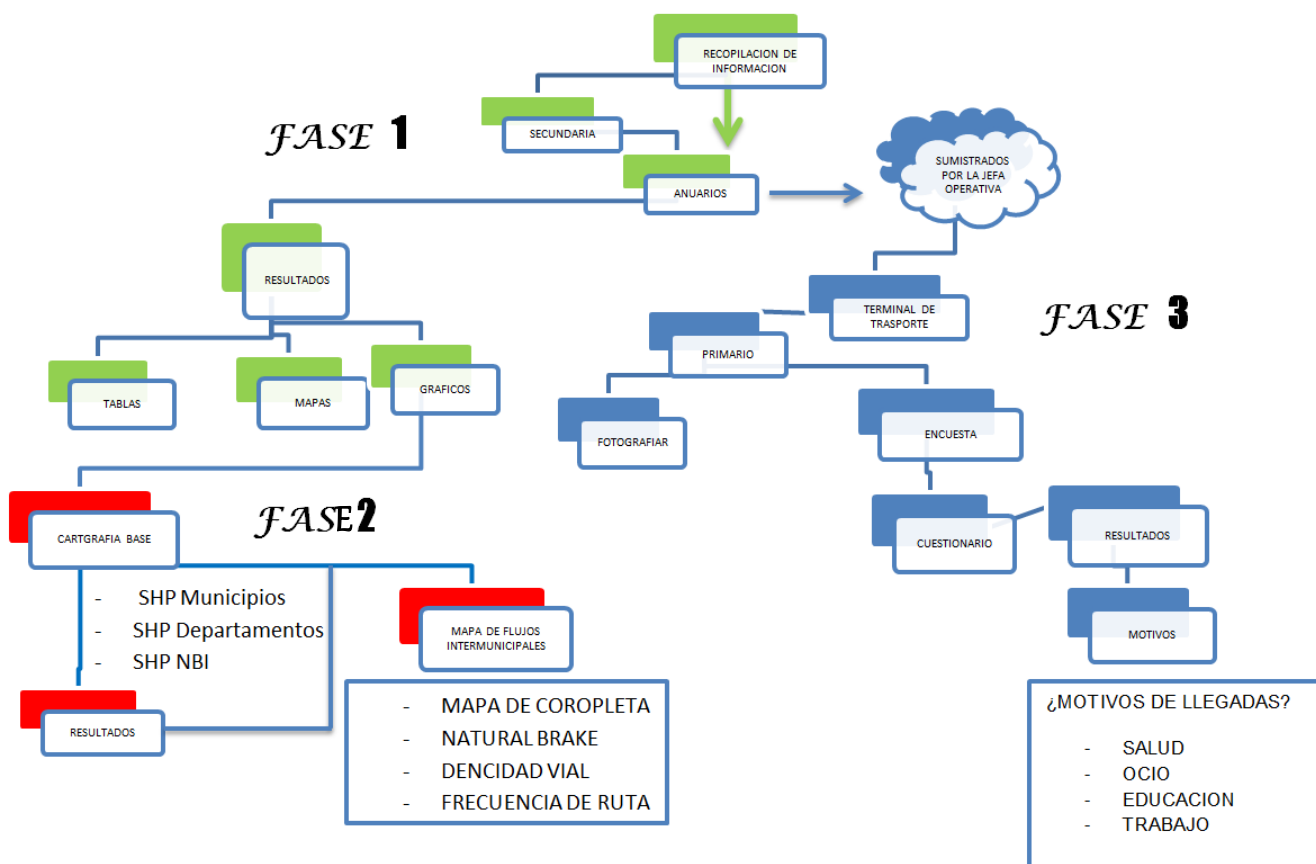 RECOPILACION DE
INFORMACION
FASE 1
SECUNDARIA
ANUARIOS
SUMISTRADOS
POR LA JEFA
OPERATIVA
RESULTADOS
TABLAS
MAPAS
GRAFICOS
FASE 3
TERMINAL DE
TRASPORTE
PRIMARIO
FOTOGRAFIAR
ENCUESTA
CUESTIONARIO
RESULTADOS
MOTIVOS
¿MOTIVOS DE LLEGADAS?
- SALUD
- OCIO
- EDUCACION
- TRABAJO
FASE 2
CARTGRAFIA BASE
- SHP Municipios
- SHP Departamentos
- SHP NBI
RESULTADOS
MAPA DE FLUJOS
INTERMUNICIPALES
- MAPA DE COROPLETA
- NATURAL BRAKE
- DENCIDAD VIAL
- FRECUENCIA DE RUTA